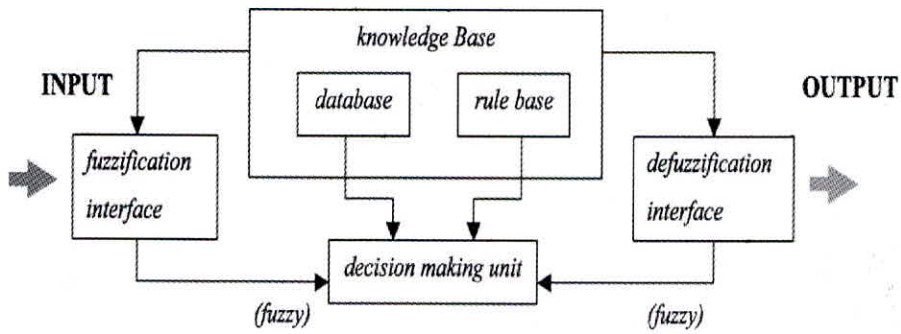 knowledge Base
INPUT
database
rule base
OUTPUT
fuzzification
interface
defuzzification
interface
decision making unit
(fuzzy)
(fuzzy)